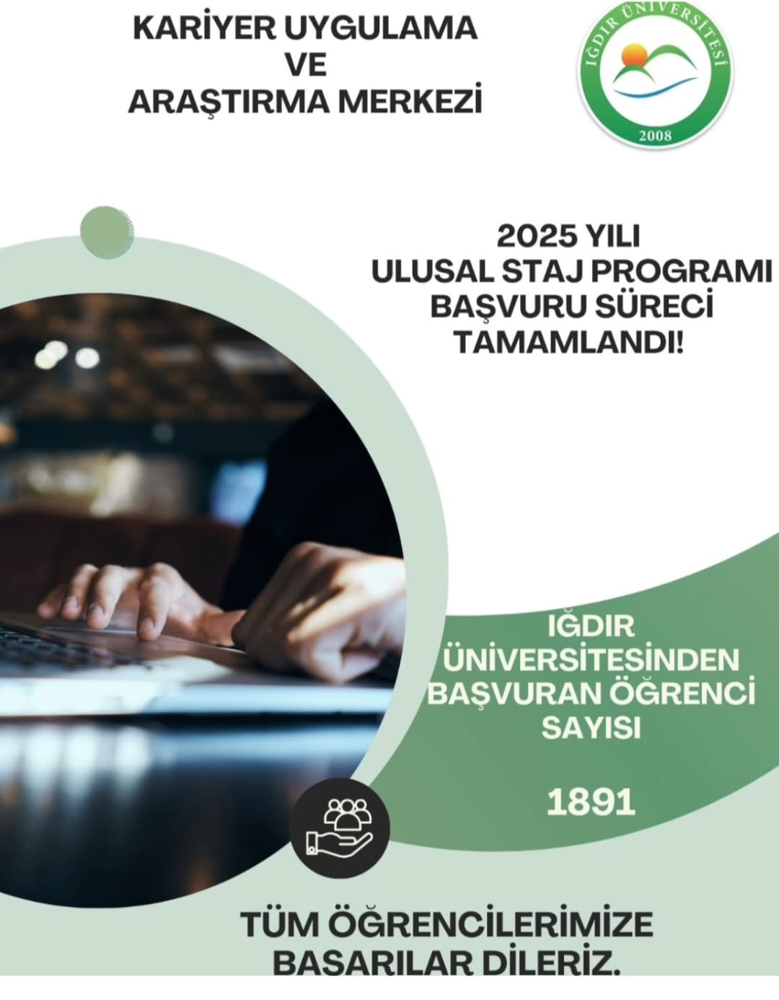 KARİYER UYGULAMA
VE
ARAŞTIRMA MERKEZİ
IĞDIR ÜNİVERSİTESİ
2008
2025 YILI
ULUSAL STAJ PROGRAMI
BAŞVURU SÜRECİ
TAMAMLANDI!
IĞDIR
ÜNİVERSİTESİNDEN
BAŞVURAN ÖĞRENCİ
SAYISI
1891
TÜM ÖĞRENCİLERİMİZE
BAŞARILAR DİLERİZ.